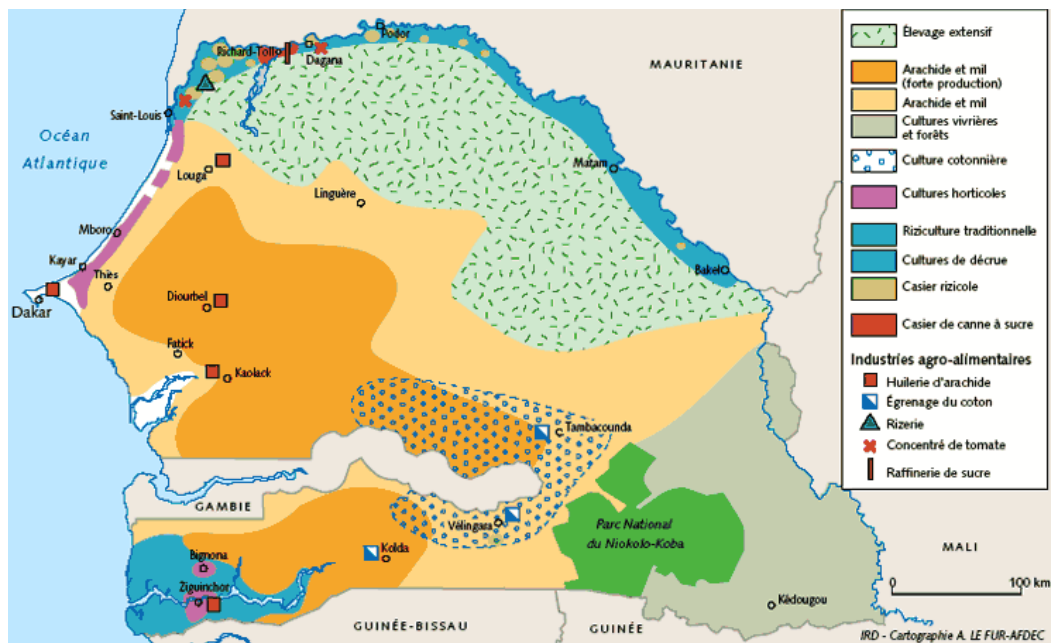 Podor
Richard-Toll
Dagana
MAURITANIE
Saint-Louis
Océan
Atlantique
Matam
Louga
Linguère
Mboro
Kayar
Thiès
Bakel
Dakar
Diourbel
Fatick
Kaolack
Tambacounda
GAMBIE
Vélingara
Parc National
du Niokolo-Koba
Bignona
Kolda
Ziguinchor
Kédougou
MALI
GUINÉE-BISSAU
GUINÉE
0
100 km
IRD - Cartographie A. LE FUR-AFDEC
Élevage extensif
Arachide et mil
(forte production)
Arachide et mil
Cultures vivrières
et forêts
Culture cotonnière
Cultures horticoles
Riziculture traditionnelle
Cultures de décrue
Casier rizicole
Casier de canne à sucre
Industries agro-alimentaires
Huilerie d'arachide
Égrenage du coton
Rizerie
Concentré de tomate
Raffinerie de sucre